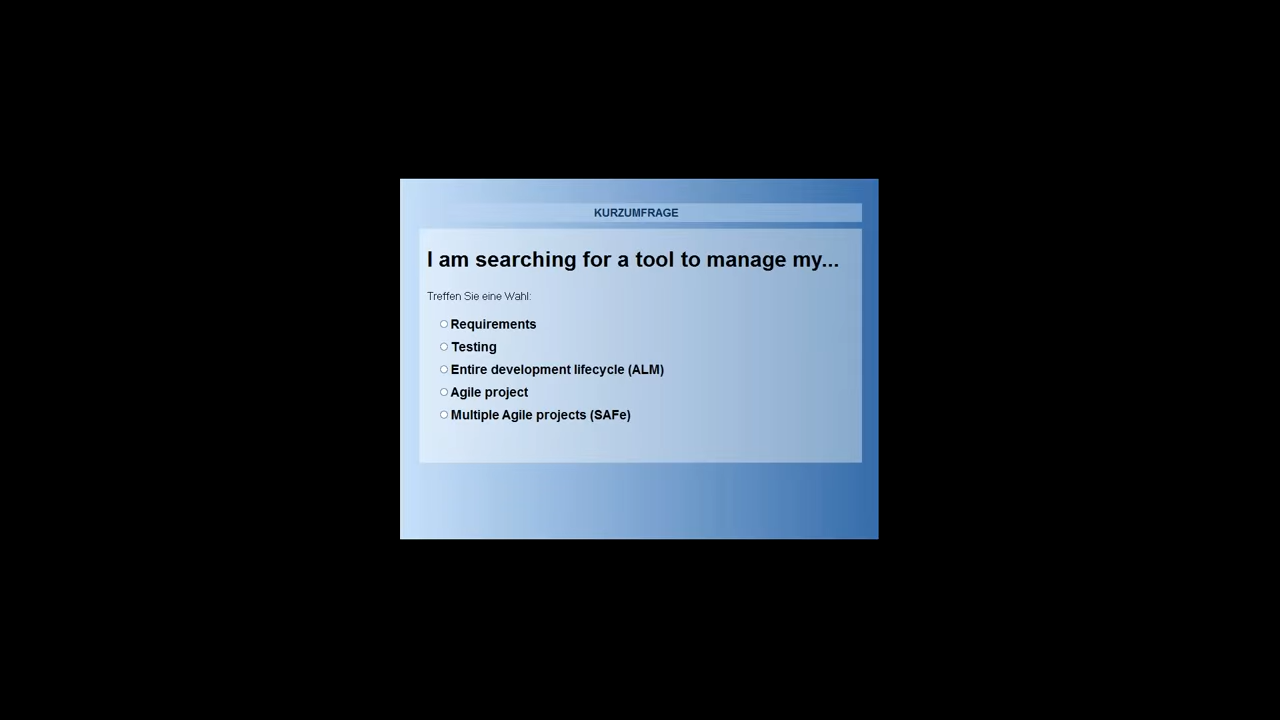 KURZUMFRAGE
I am searching for a tool to manage my...
Treffen Sie eine Wahl:
Requirements
Testing
Entire development lifecycle (ALM)
Agile project
Multiple Agile projects (SAFe)